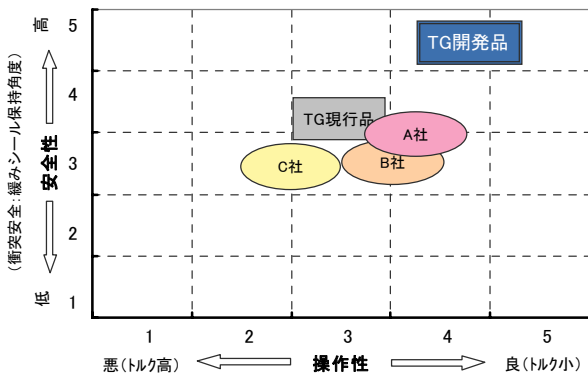 高
5
4
3
2
1
低
安全性
(衝突安全:緩みシール保持角度)
TG開発品
TG現行品
A社
B社
C社
1
2
3
4
5
悪(トルク高)
操作性
良(トルク小)